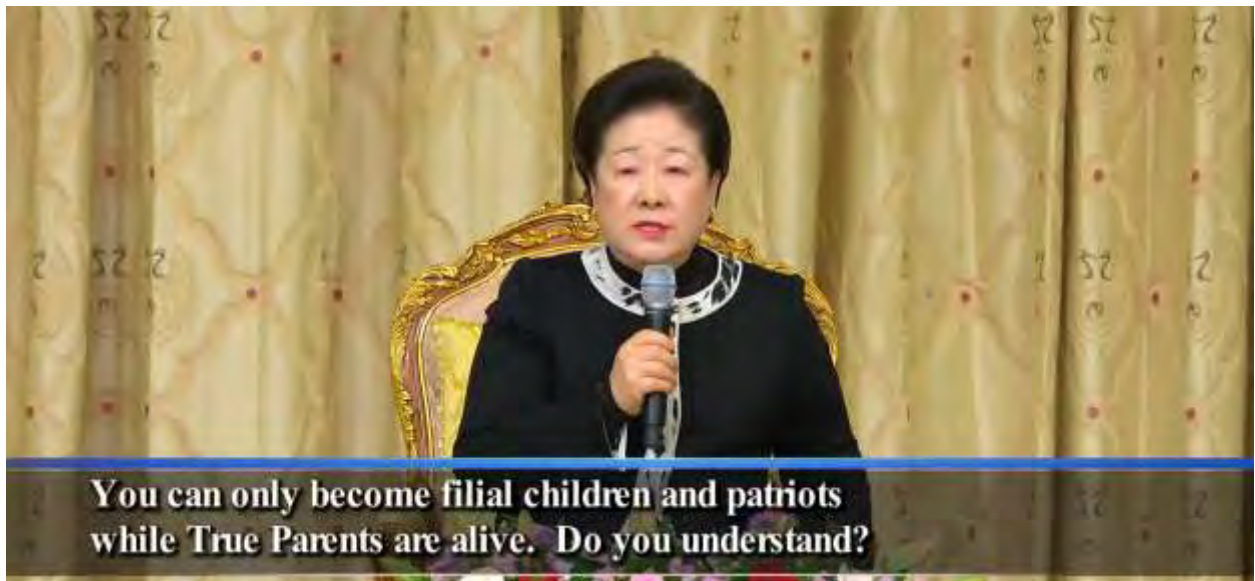 You can only become filial children and patriots
while True Parents are alive.  Do you understand?